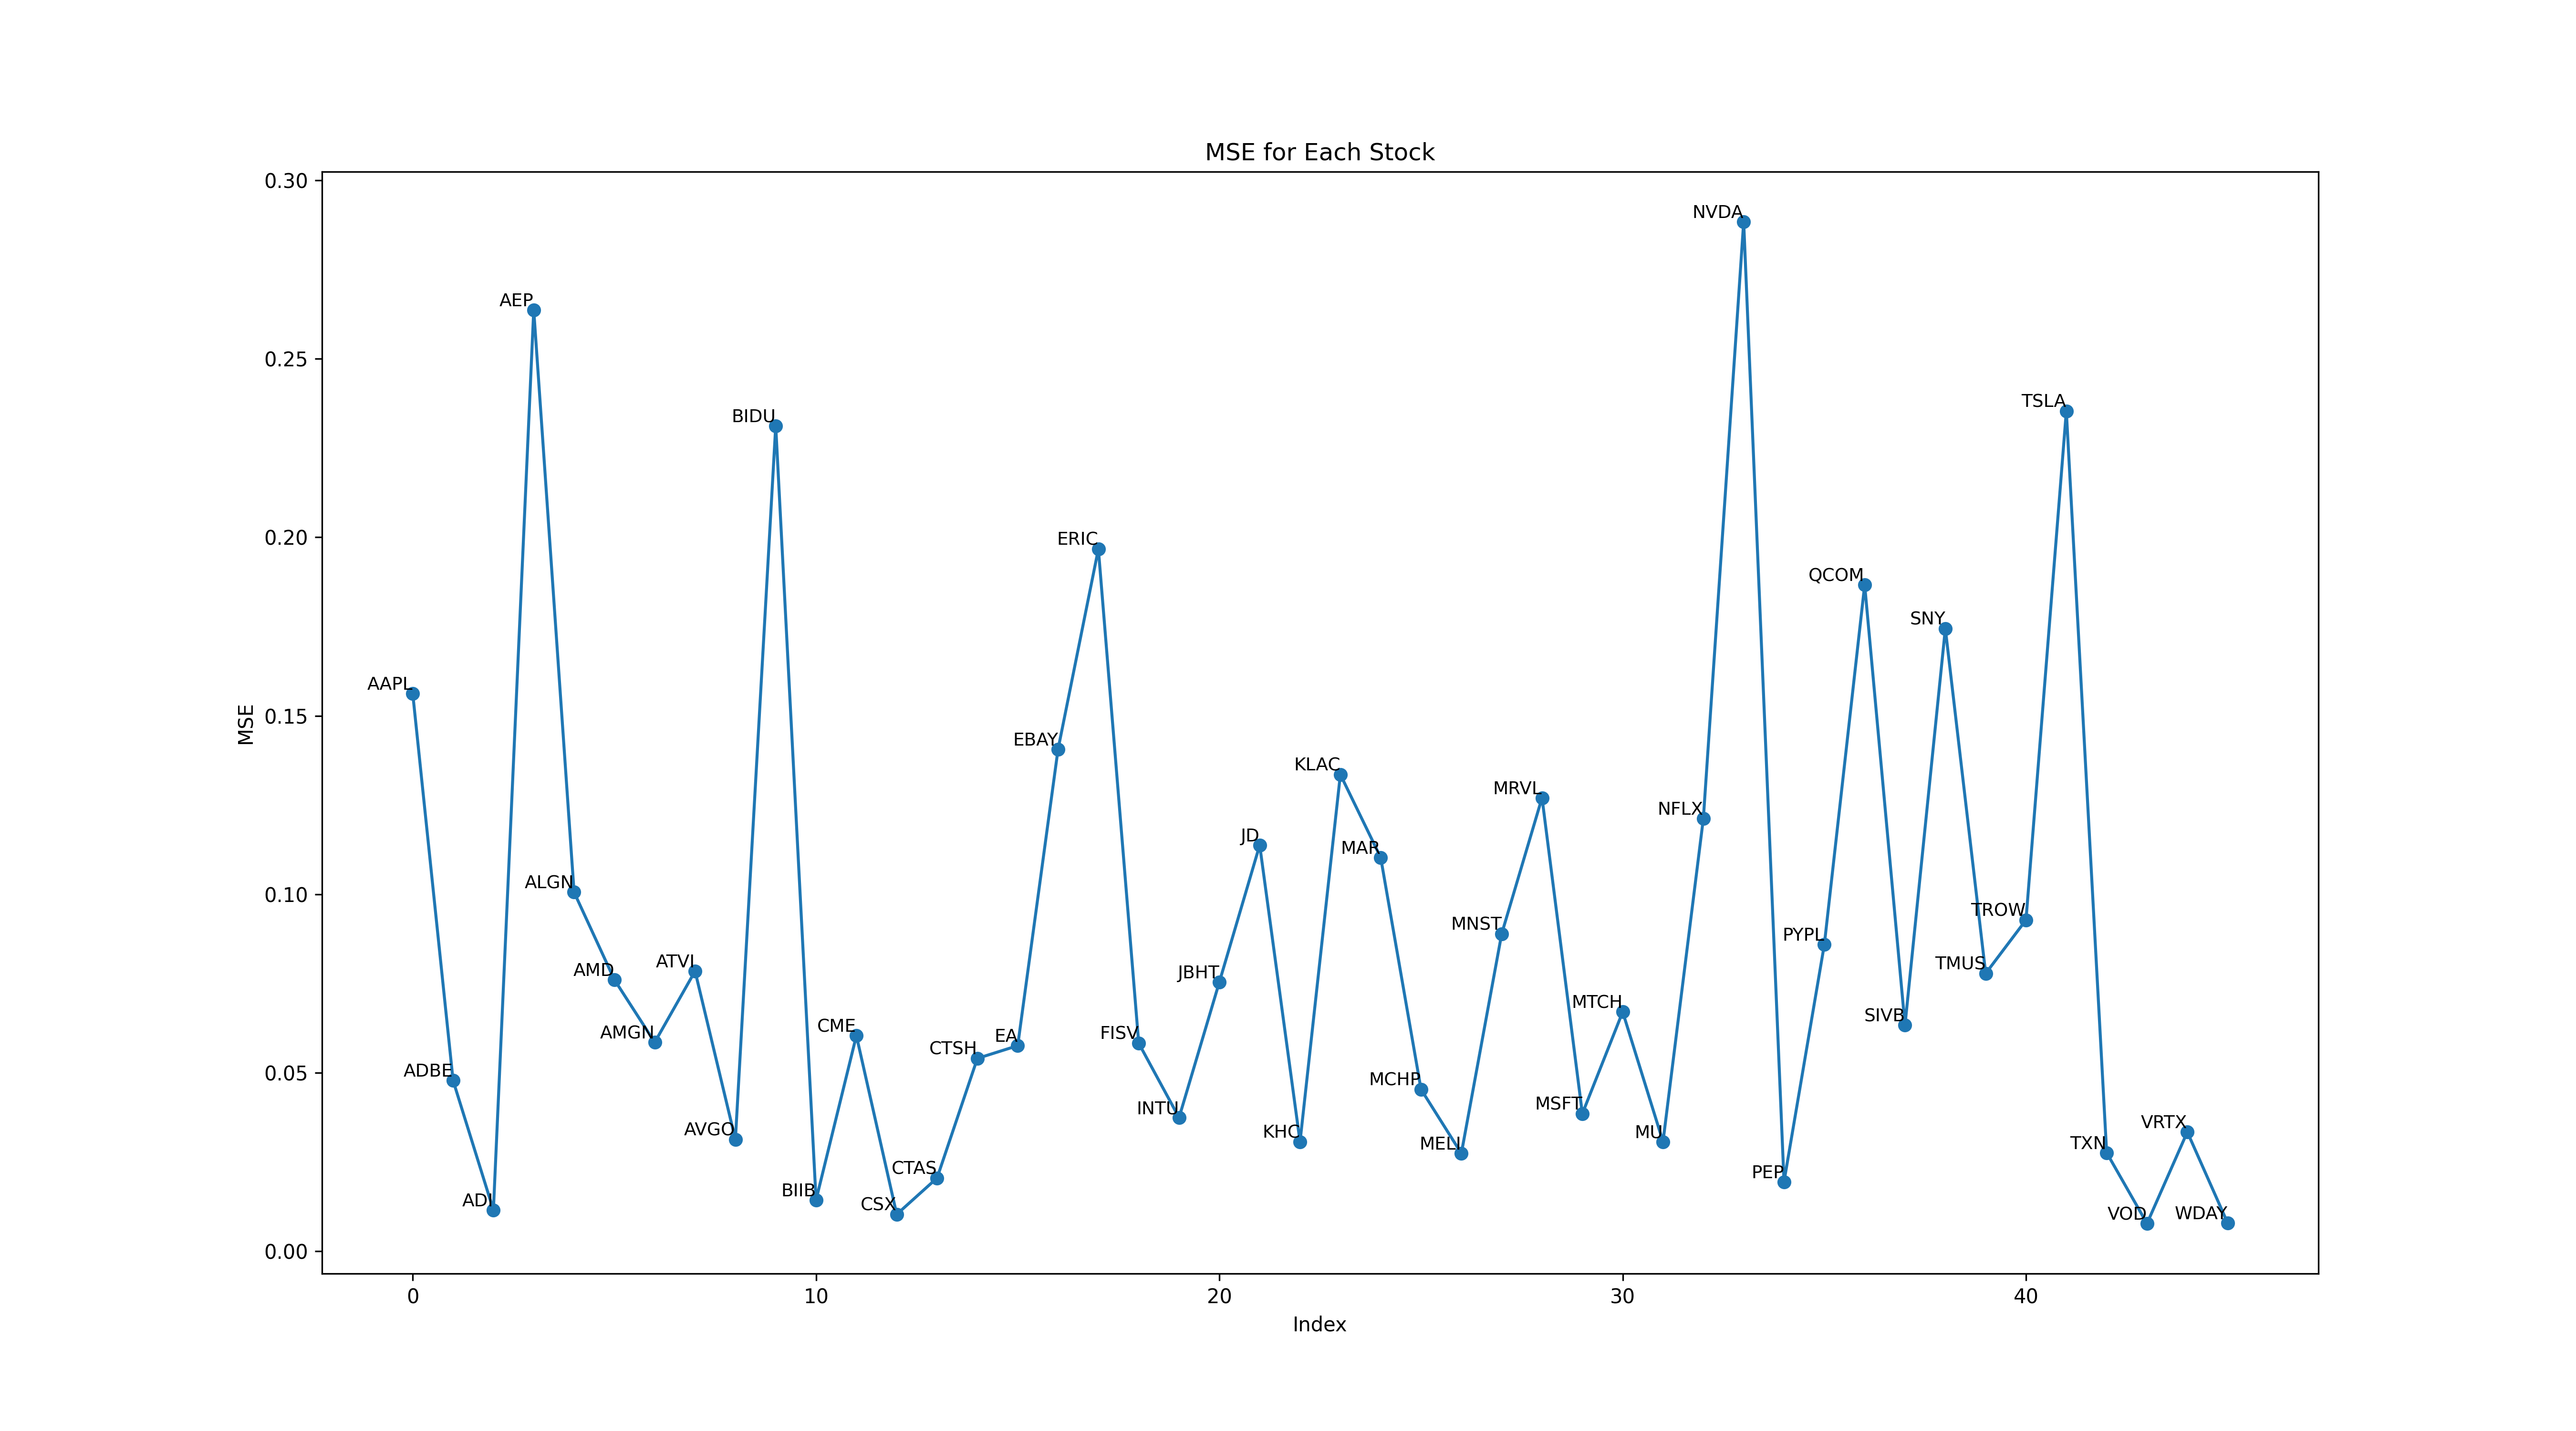 MSE for Each Stock
0.30
0.25
0.20
0.15
0.10
0.05
0.00
MSE
AAPL
ADBE
ADI
AEP
ALGN
AMD
AMGN
ATVI
AVGO
BIDU
BIIB
CME
CSX
CTAS
CTSH
EA
EBAY
ERIC
FISV
INTU
JBHT
JD
KHC
KLAC
MAR
MCHP
MELI
MNST
MRVL
MSFT
MTCH
MU
NFLX
NVDA
PEP
PYPL
QCOM
SIVB
SNY
TMUS
TROW
TSLA
TXN
VOD
VRTX
WDAY
0 10 20 30 40
Index